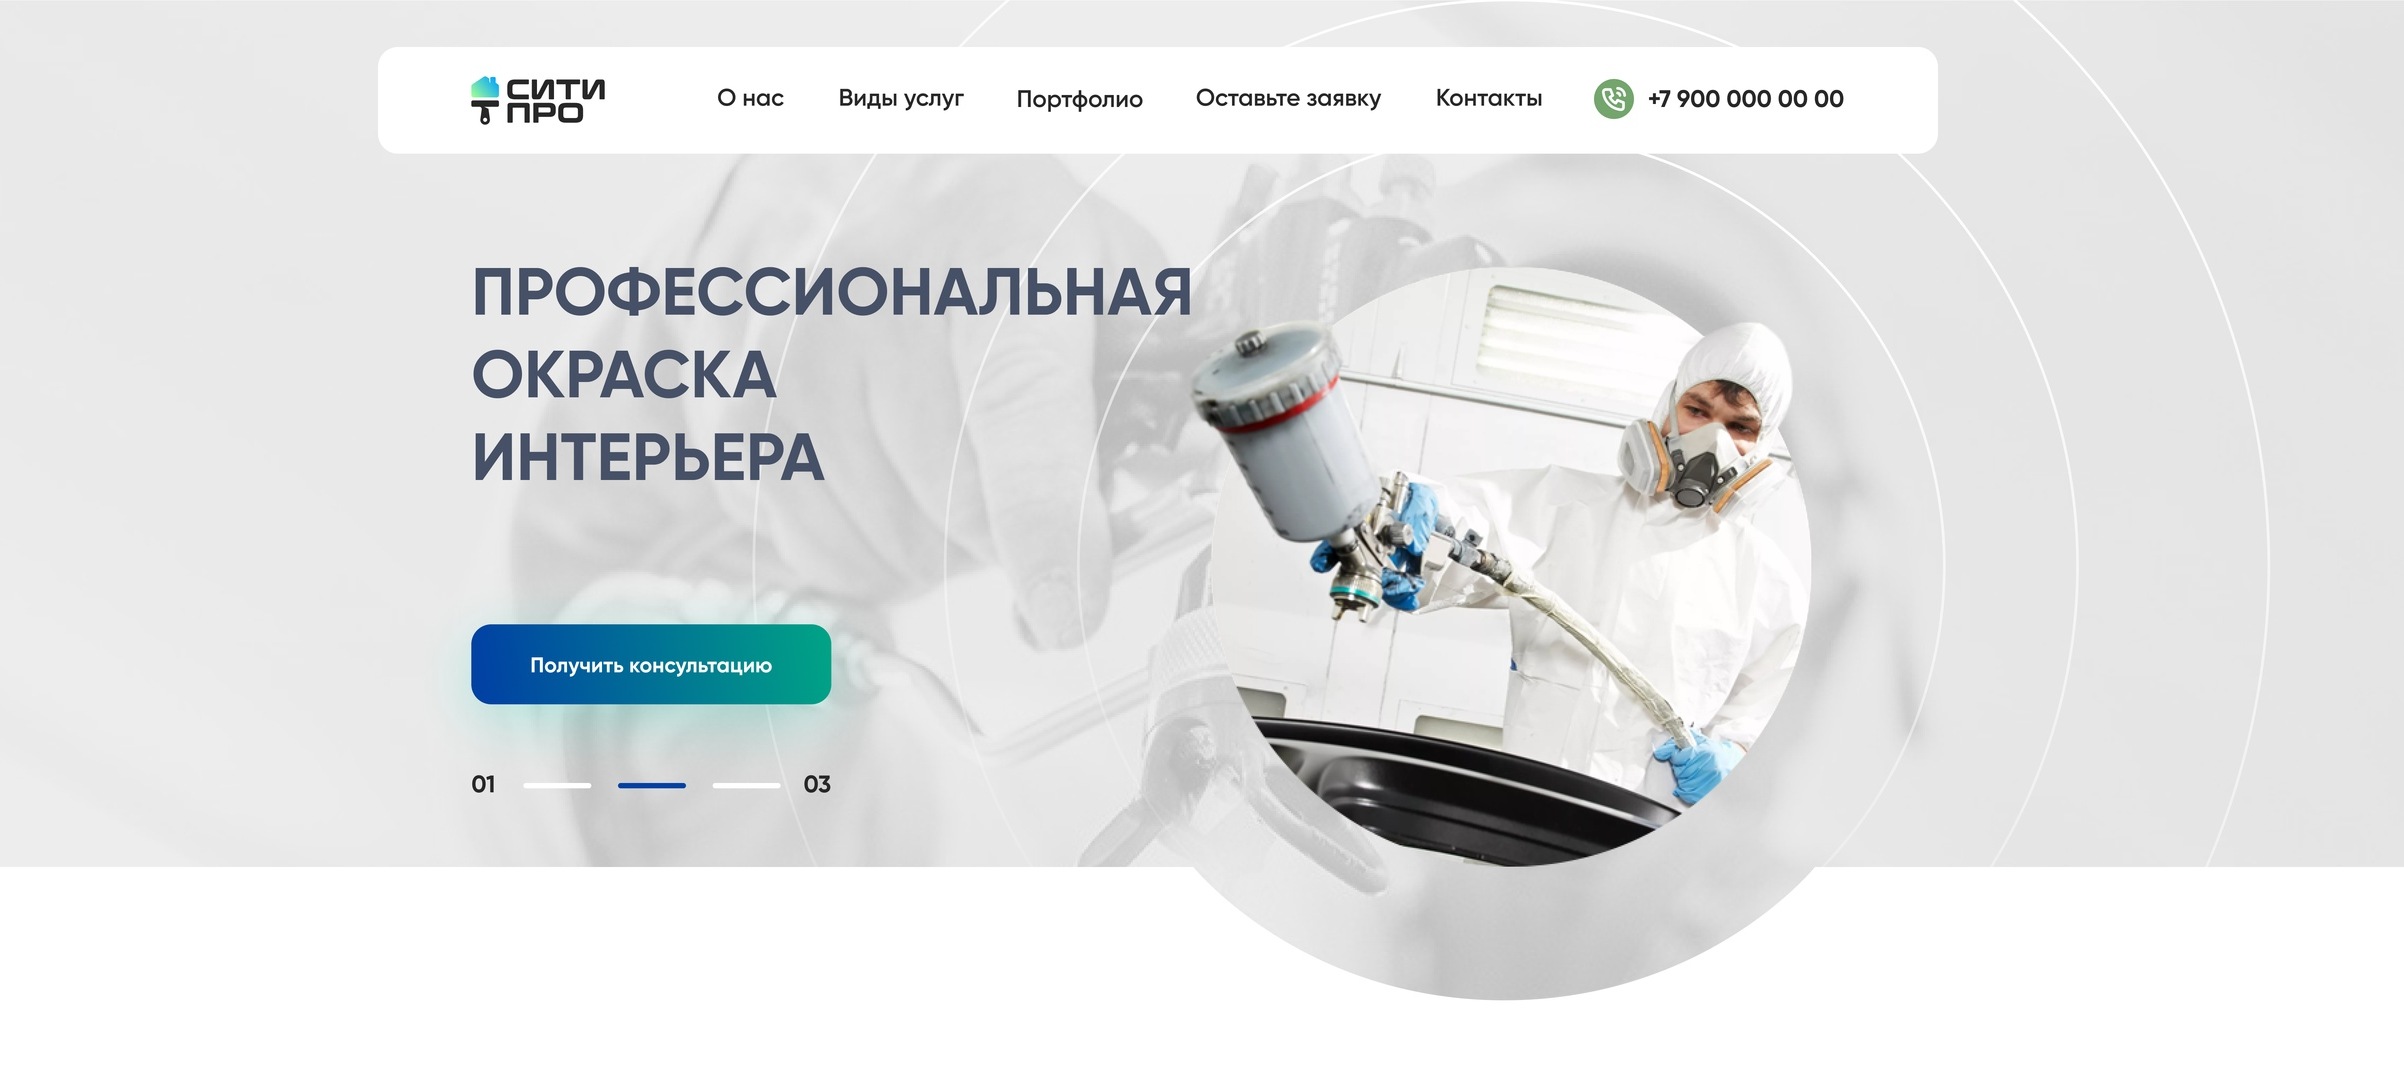 СИТИ
ПРО
О нас
Виды услуг
Портфолио
Оставьте заявку
Контакты
+7 900 000 00 00
ПРОФЕССИОНАЛЬНАЯ
ОКРАСКА
ИНТЕРЬЕРА
Получить консультацию
01
03